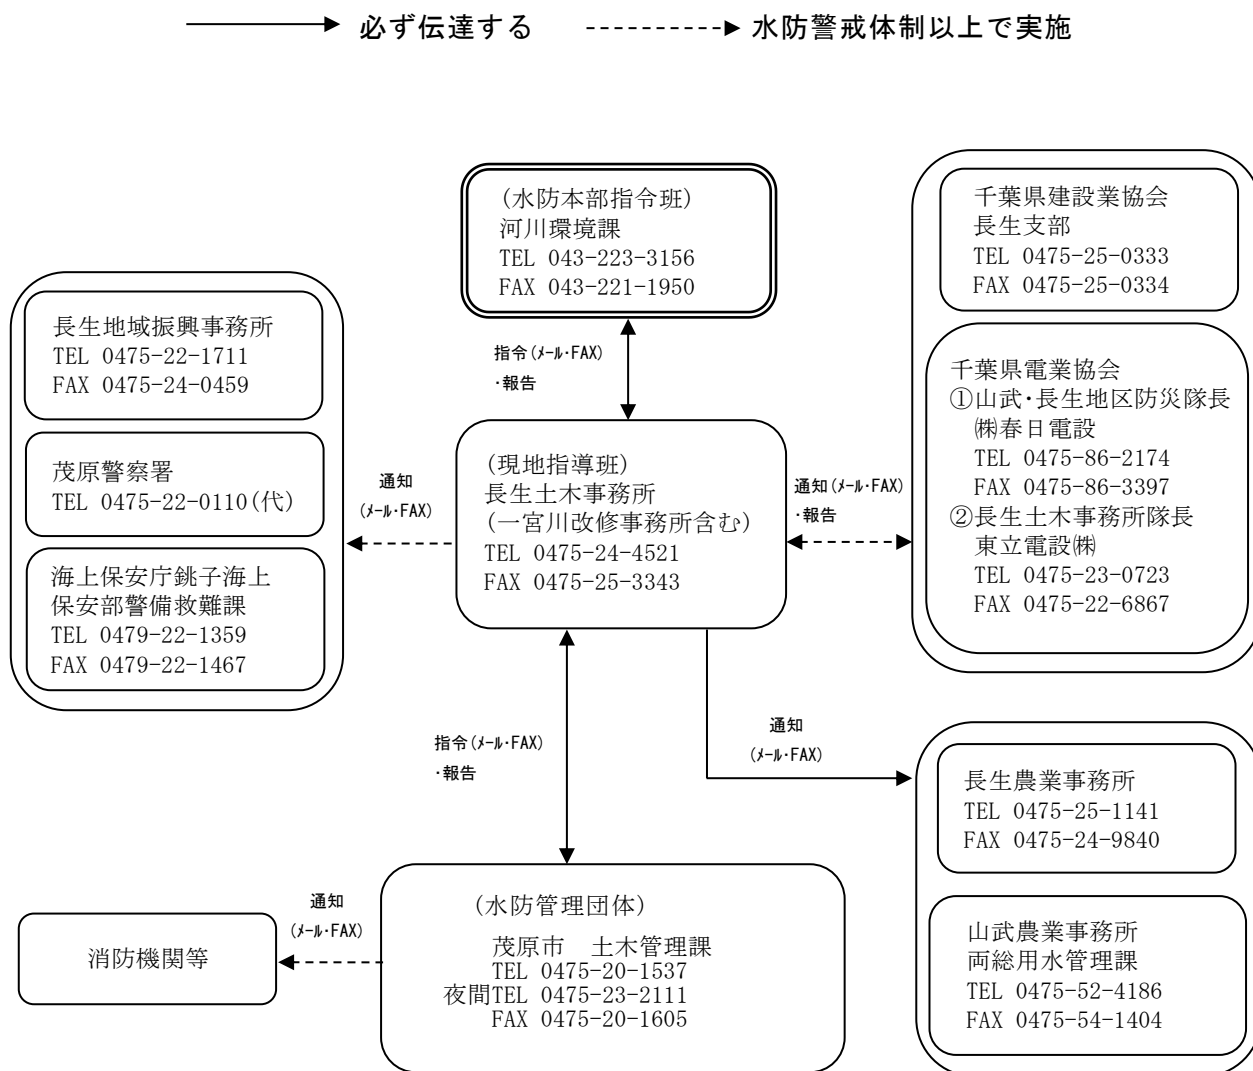 必ず伝達する
水防警戒体制以上で実施
(水防本部指令班)
河川環境課
TEL 043-223-3156
FAX 043-221-1950
千葉県建設業協会
長生支部
TEL 0475-25-0333
FAX 0475-25-0334
長生地域振興事務所
TEL 0475-22-1711
FAX 0475-24-0459
指令(ﾒｰﾙ･FAX)
･報告
千葉県電業協会
①山武･長生地区防災隊長
㈱春日電設
TEL 0475-86-2174
FAX 0475-86-3397
②長生土木事務所隊長
東立電設㈱
TEL 0475-23-0723
FAX 0475-22-6867
茂原警察署
TEL 0475-22-0110(代)
通知
(ﾒｰﾙ･FAX)
(現地指導班)
長生土木事務所
(一宮川改修事務所含む)
TEL 0475-24-4521
FAX 0475-25-3343
通知(ﾒｰﾙ･FAX)
･報告
海上保安庁銚子海上
保安部警備救難課
TEL 0479-22-1359
FAX 0479-22-1467
指令(ﾒｰﾙ･FAX)
･報告
通知
(ﾒｰﾙ･FAX)
長生農業事務所
TEL 0475-25-1141
FAX 0475-24-9840
消防機関等
通知
(ﾒｰﾙ･FAX)
(水防管理団体)
茂原市　土木管理課
TEL 0475-20-1537
夜間TEL 0475-23-2111
FAX 0475-20-1605
山武農業事務所
両総用水管理課
TEL 0475-52-4186
FAX 0475-54-1404